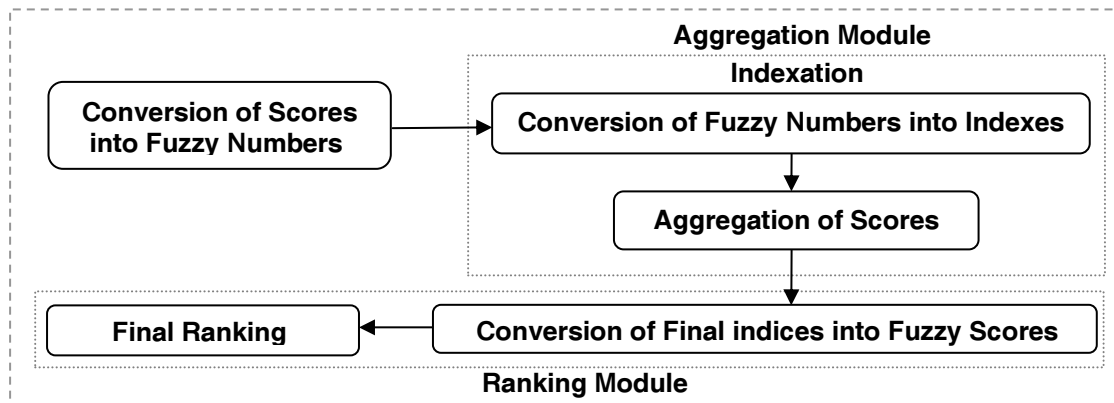 Aggregation Module
Indexation
Conversion of Scores
into Fuzzy Numbers
Conversion of Fuzzy Numbers into Indexes
Aggregation of Scores
Final Ranking
Conversion of Final indices into Fuzzy Scores
Ranking Module